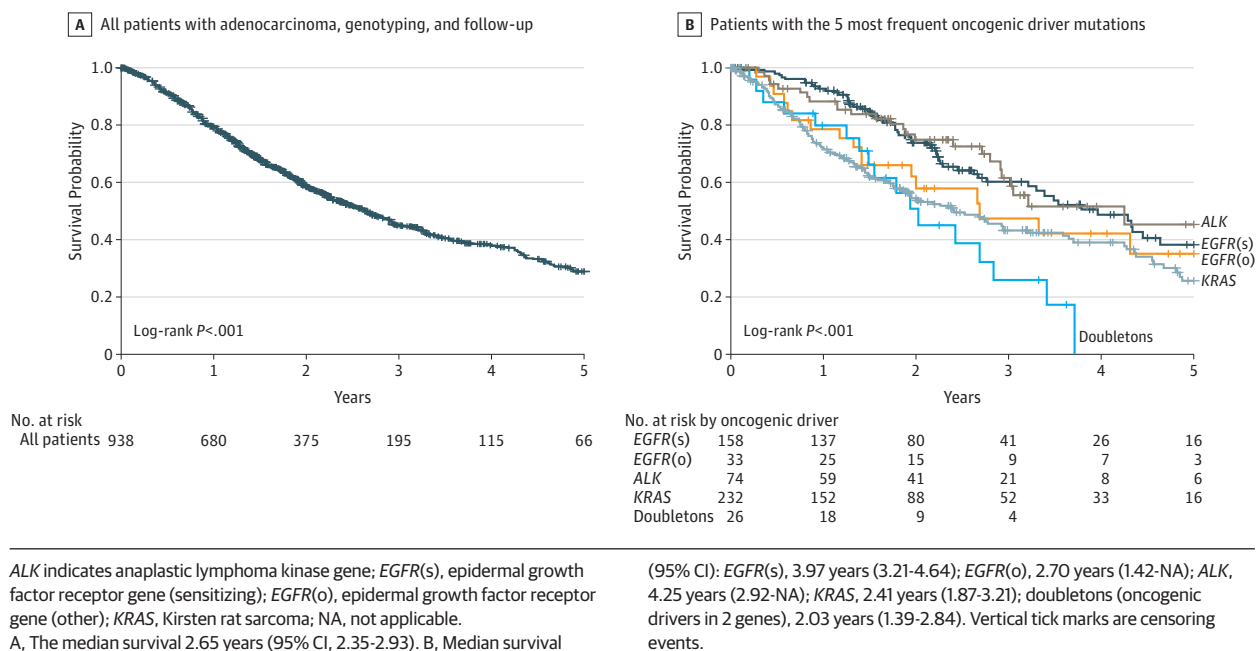 A All patients with adenocarcinoma, genotyping, and follow-up
1.0
0.8
0.6
0.4
0.2
0
Survival Probability
Log-rank P<.001
0 1 2 3 4 5
Years
No. at risk
All patients 938 680 375 195 115 66
B Patients with the 5 most frequent oncogenic driver mutations
1.0
0.8
0.6
0.4
0.2
0
Survival Probability
ALK
EGFR(s)
EGFR(o)
KRAS
Doubletons
Log-rank P<.001
0 1 2 3 4 5
Years
No. at risk by oncogenic driver
EGFR(s) 158 137 80 41 26 16
EGFR(o) 33 25 15 9 7 3
ALK 74 59 41 21 8 6
KRAS 232 152 88 52 33 16
Doubletons 26 18 9 4
ALK indicates anaplastic lymphoma kinase gene; EGFR(s), epidermal growth
factor receptor gene (sensitizing); EGFR(o), epidermal growth factor receptor
gene (other); KRAS, Kirsten rat sarcoma; NA, not applicable.
A, The median survival 2.65 years (95% CI, 2.35-2.93). B, Median survival
(95% CI): EGFR(s), 3.97 years (3.21-4.64); EGFR(o), 2.70 years (1.42-NA); ALK,
4.25 years (2.92-NA); KRAS, 2.41 years (1.87-3.21); doubletons (oncogenic
drivers in 2 genes), 2.03 years (1.39-2.84). Vertical tick marks are censoring
events.